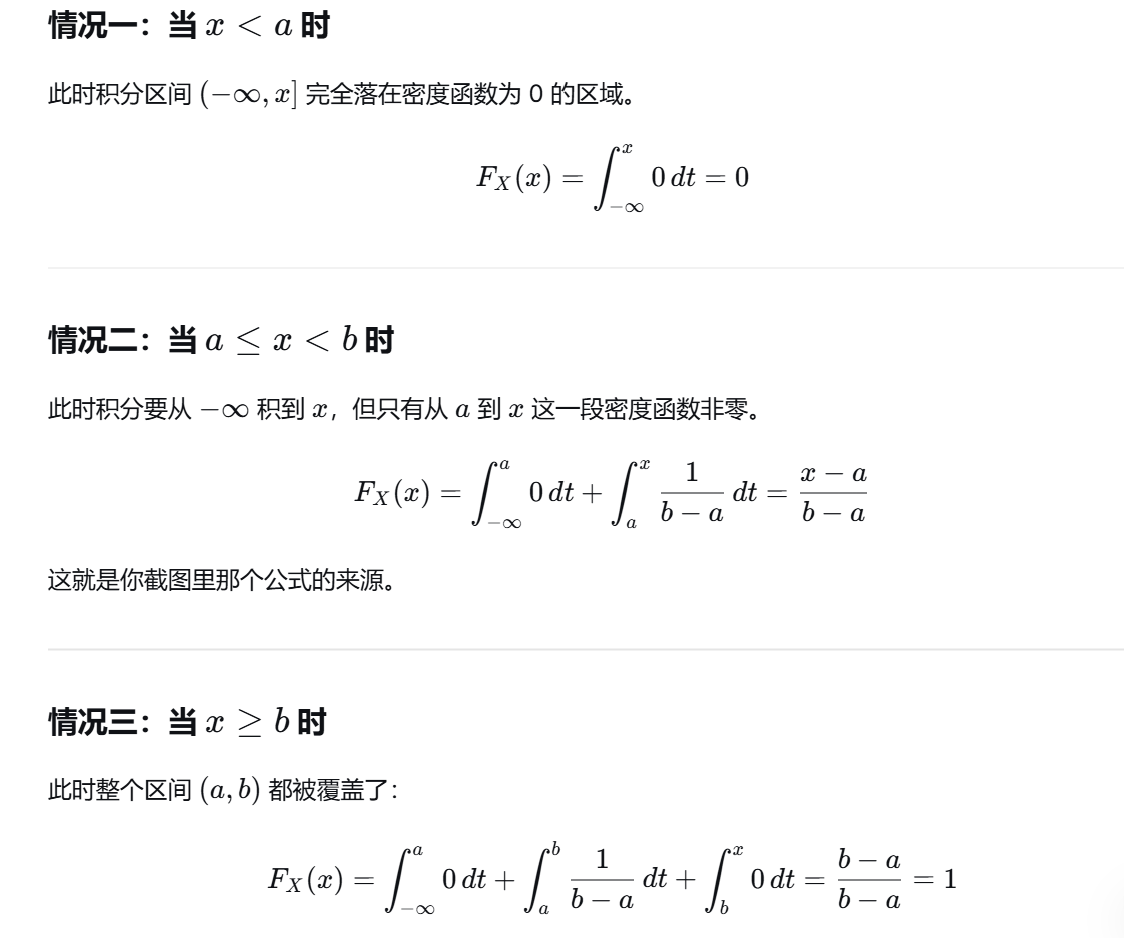 情况一：当 x < a 时
此时积分区间 (−∞, x] 完全落在密度函数为 0 的区域。
F_X(x) = ∫_{−∞}^{x} 0 dt = 0
情况二：当 a ≤ x < b 时
此时积分要从 −∞ 积到 x，但只有从 a 到 x 这一段密度函数非零。
F_X(x) = ∫_{−∞}^{a} 0 dt + ∫_{a}^{x} \frac{1}{b − a} dt = \frac{x − a}{b − a}
这就是你截图里那个公式的来源。
情况三：当 x ≥ b 时
此时整个区间 (a, b) 都被覆盖了：
F_X(x) = ∫_{−∞}^{a} 0 dt + ∫_{a}^{b} \frac{1}{b − a} dt + ∫_{b}^{x} 0 dt = \frac{b − a}{b − a} = 1